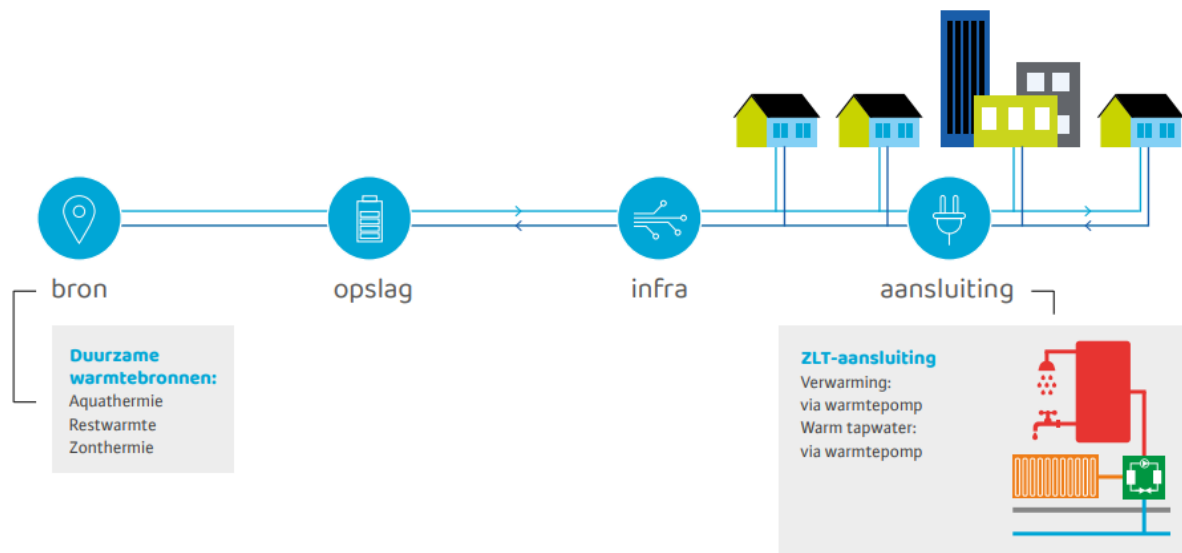 bron
opslag
infra
aansluiting
Duurzame
warmtebronnen:
Aquathermie
Restwarmte
Zonthermie
ZLT-aansluiting
Verwarming:
via warmtepomp
Warm tapwater:
via warmtepomp